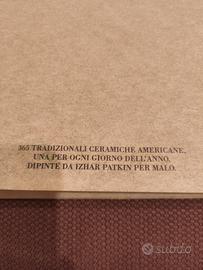 365 TRADIZIONALI CERAMICHE AMERICANE,
UNA PER OGNI GIORNO DELL'ANNO,
DIPINTE DA IZHAR PATKIN PER MALO.
subito